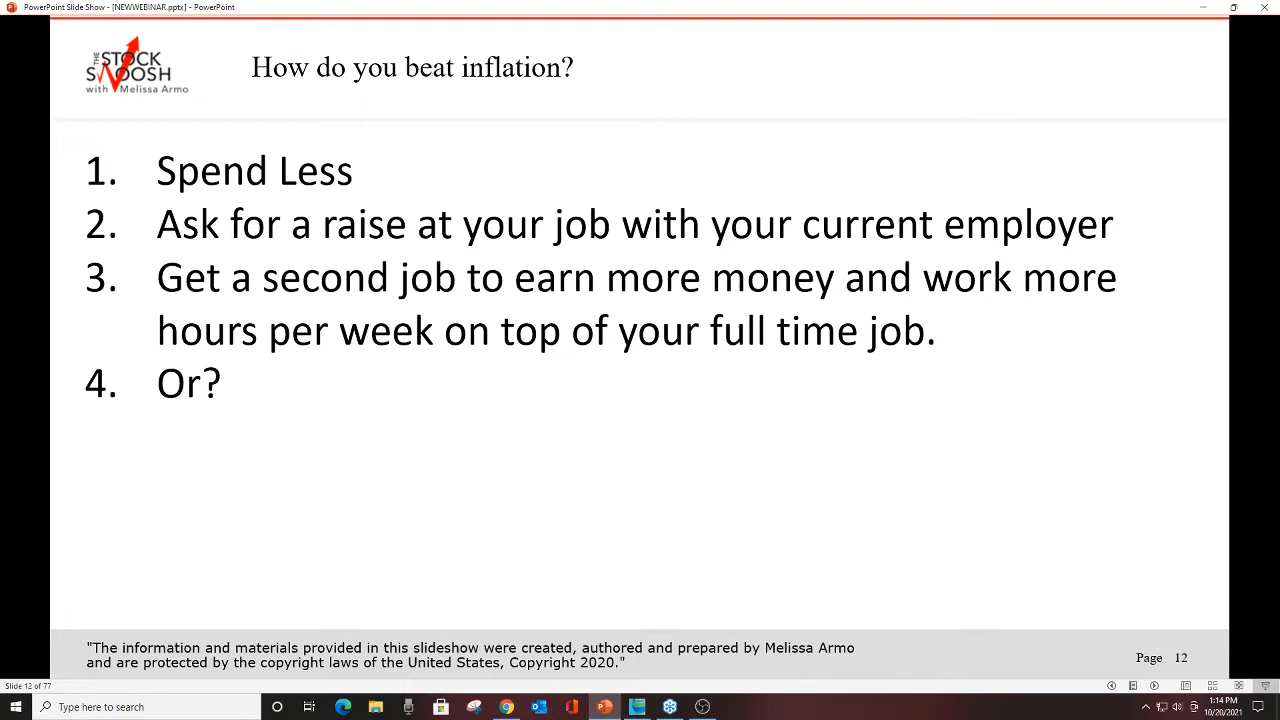 PowerPoint Slide Show - [NEWWEBINAR.pptx] - PowerPoint
THE
STOCK
SWOOSH
with Melissa Armo
How do you beat inflation?
1. Spend Less
2. Ask for a raise at your job with your current employer
3. Get a second job to earn more money and work more
hours per week on top of your full time job.
4. Or?
"The information and materials provided in this slideshow were created, authored and prepared by Melissa Armo
and are protected by the copyright laws of the United States, Copyright 2020."
Page 12
Slide 12 of 77
Type here to search
1:14 PM
10/20/2021